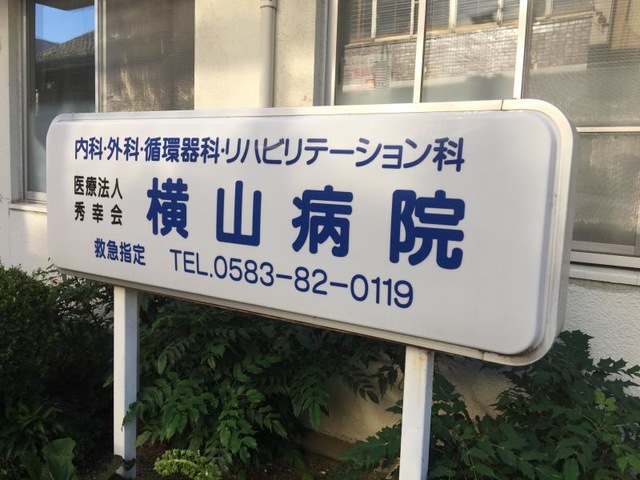 内科・外科・循環器科・リハビリテーション科
医療法人
秀幸会
横山病院
救急指定 TEL.0583-82-0119